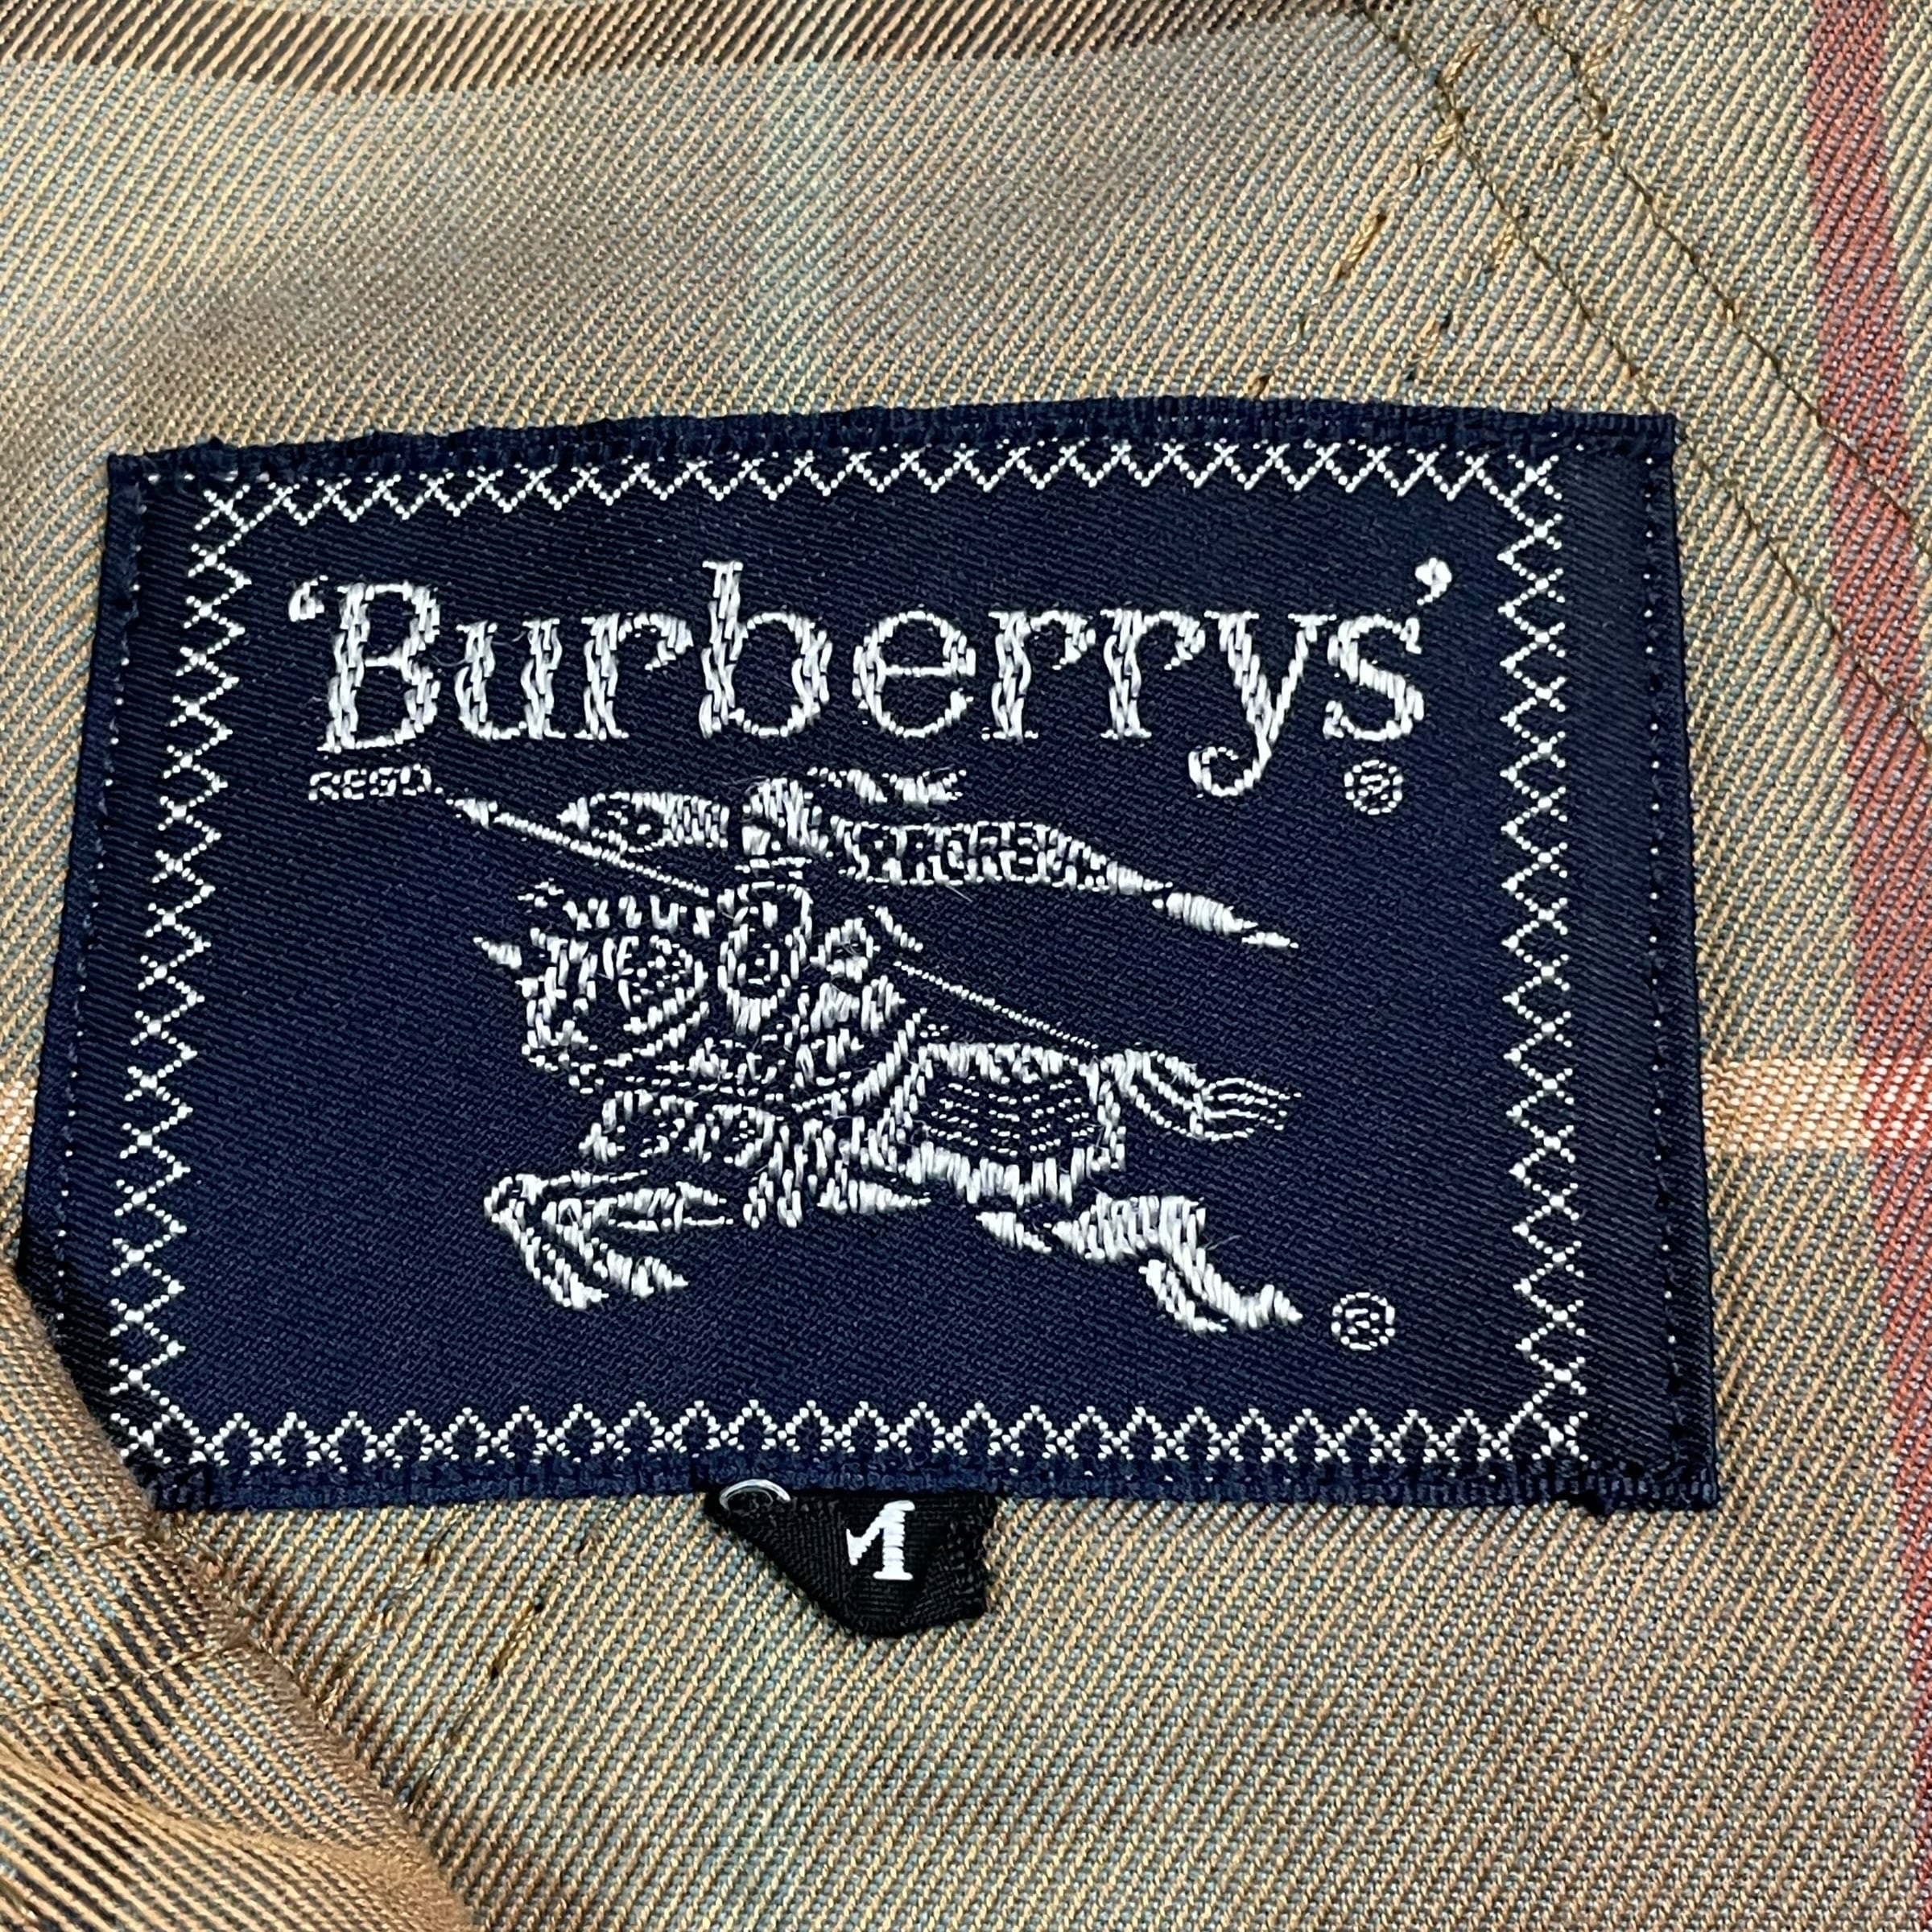 ‘Burberrys’
REGD
®
PRORSUM
®
M